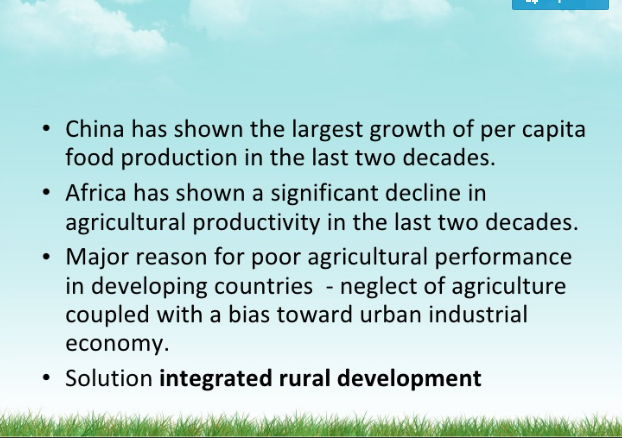 • China has shown the largest growth of per capita
food production in the last two decades.
• Africa has shown a significant decline in
agricultural productivity in the last two decades.
• Major reason for poor agricultural performance
in developing countries  - neglect of agriculture
coupled with a bias toward urban industrial
economy.
• Solution integrated rural development